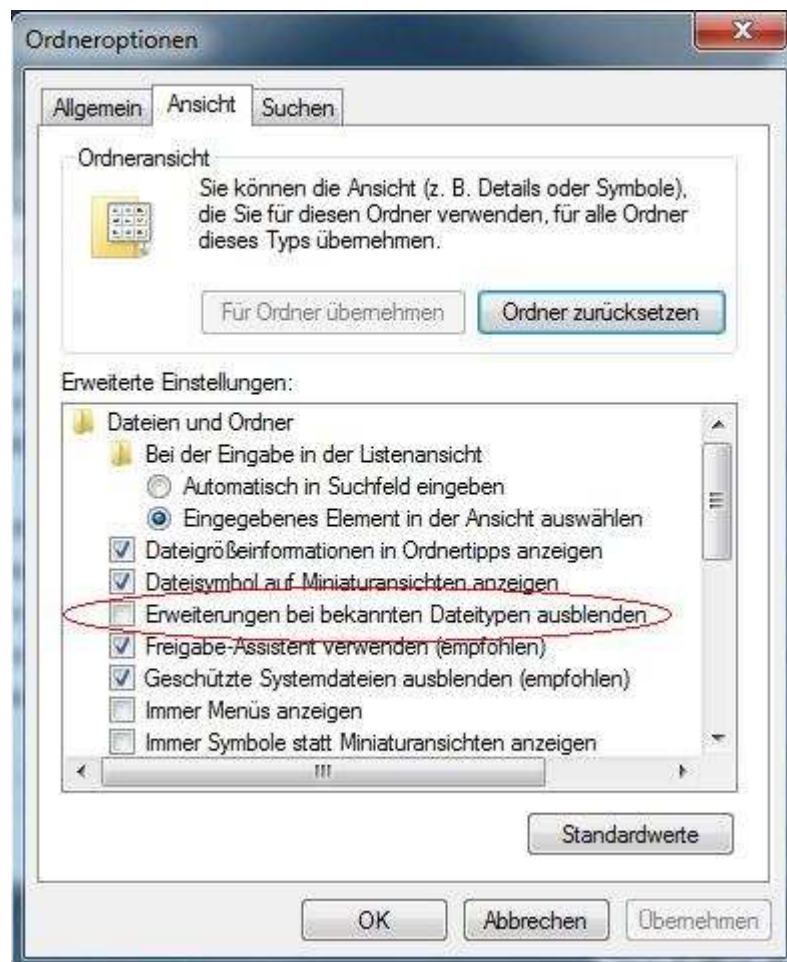 Ordneroptionen
Allgemein Ansicht Suchen
Ordneransicht
Sie können die Ansicht (z. B. Details oder Symbole),
die Sie für diesen Ordner verwenden, für alle Ordner
dieses Typs übernehmen.
Für Ordner übernehmen Ordner zurücksetzen
Erweiterte Einstellungen:
Dateien und Ordner
Bei der Eingabe in der Listenansicht
Automatisch in Suchfeld eingeben
Eingegebenes Element in der Ansicht auswählen
Dateigrößeinformationen in Ordnertipps anzeigen
Dateisymbol auf Miniaturansichten anzeigen
Erweiterungen bei bekannten Dateitypen ausblenden
Freigabe-Assistent verwenden (empfohlen)
Geschützte Systemdateien ausblenden (empfohlen)
Immer Menüs anzeigen
Immer Symbole statt Miniaturansichten anzeigen
Standardwerte
OK Abbrechen Übernehmen